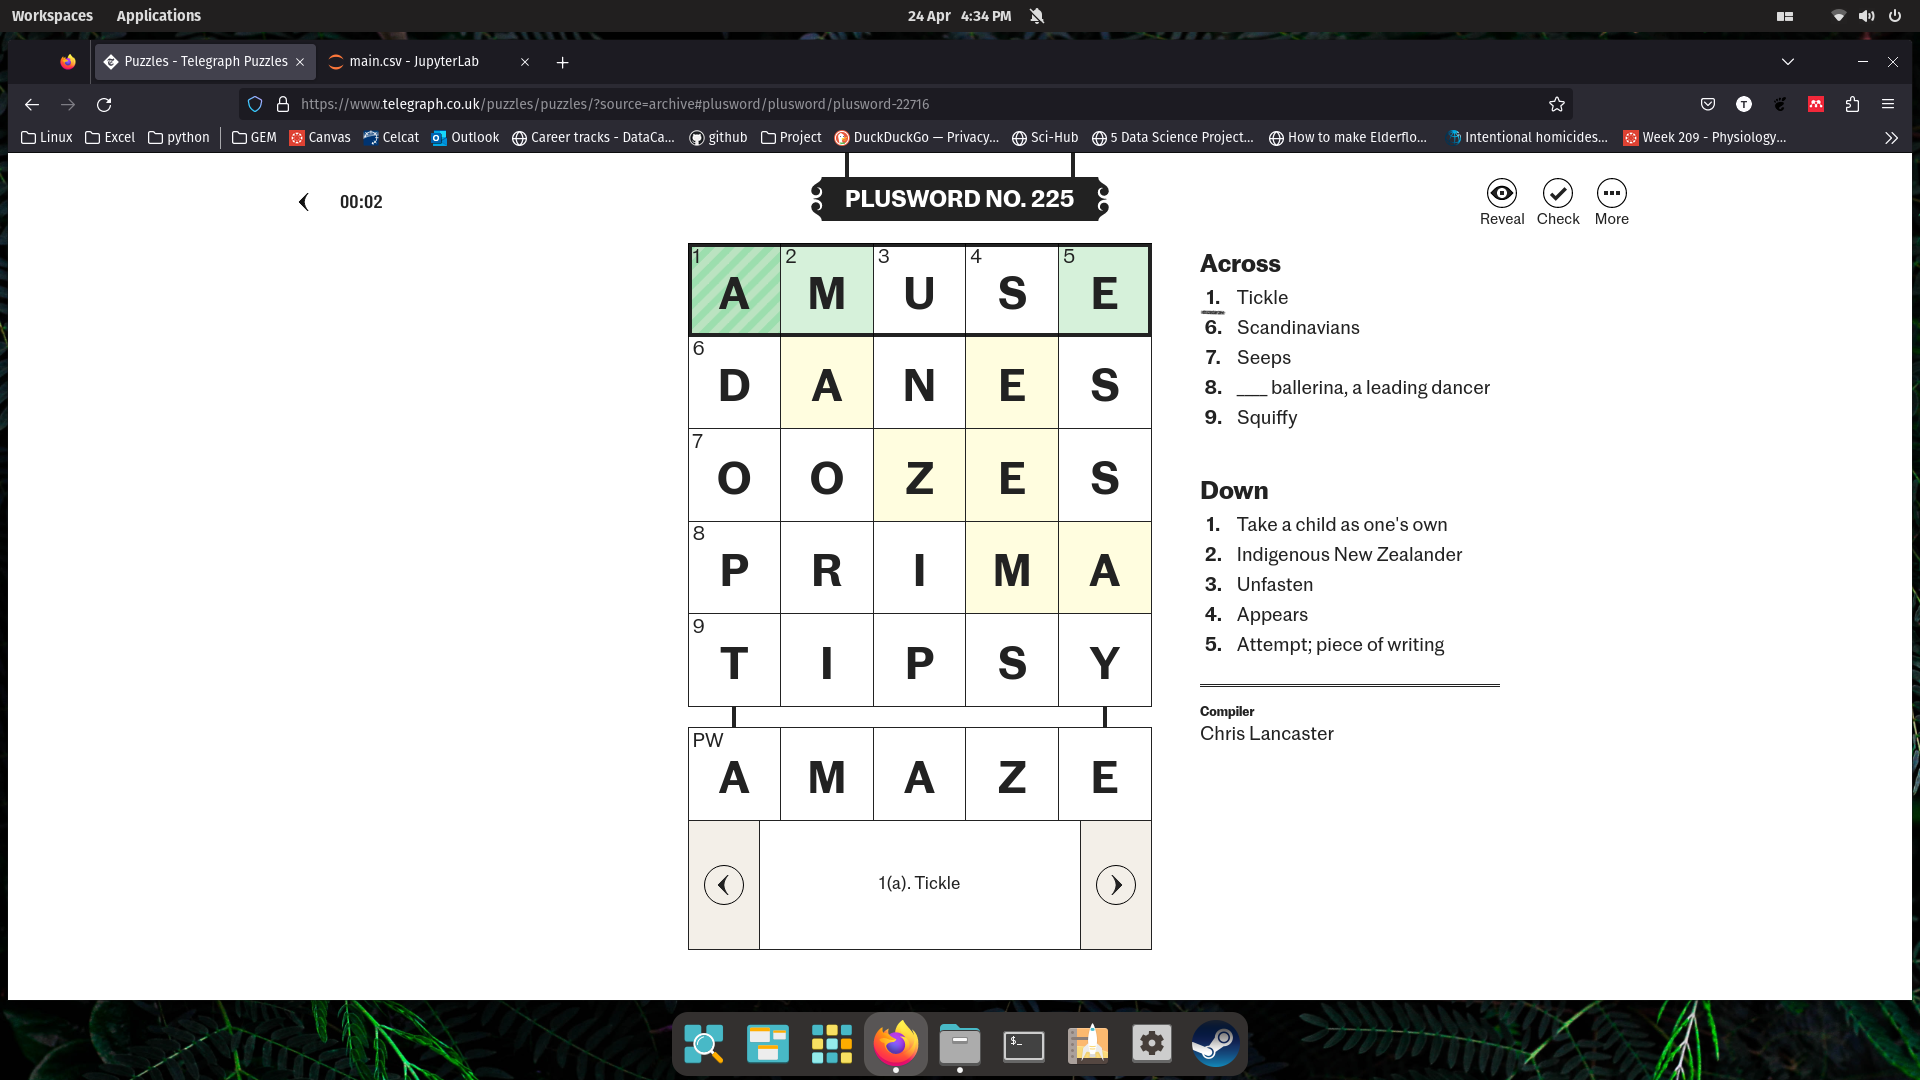 Workspaces Applications 24 Apr 4:34 PM
Puzzles - Telegraph Puzzles main.csv - JupyterLab
https://www.telegraph.co.uk/puzzles/puzzles/?source=archive#plusword/plusword/plusword-22716
Linux Excel python GEM Canvas Celcat Outlook Career tracks - DataCa... github Project DuckDuckGo — Privacy... Sci-Hub 5 Data Science Project... How to make Elderflo... Intentional homicides... Week 209 - Physiology...
00:02
PLUSWORD NO. 225
Reveal Check More
1 A 2 M 3 U 4 S 5 E
6 D A N E S
7 O O Z E S
8 P R I M A
9 T I P S Y
PW A M A Z E
1(a). Tickle
Across
1. Tickle
6. Scandinavians
7. Seeps
8. ___ ballerina, a leading dancer
9. Squiffy
Down
1. Take a child as one's own
2. Indigenous New Zealander
3. Unfasten
4. Appears
5. Attempt; piece of writing
Compiler
Chris Lancaster